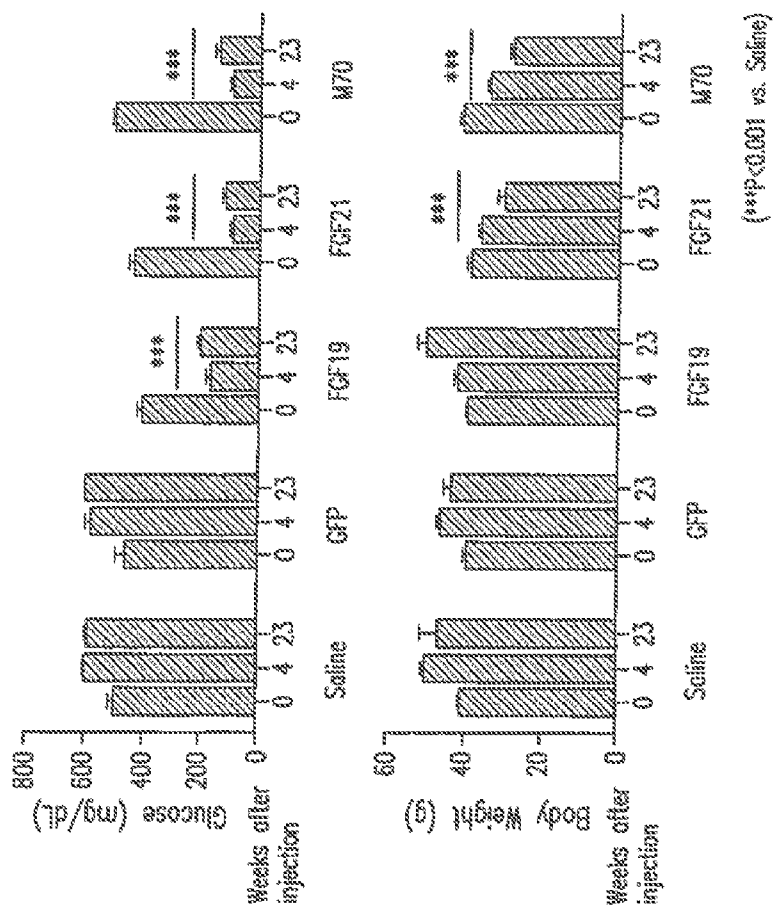 Glucose (mg/dL)
800
600
400
200
0
Weeks after
injection
0 4 23 0 4 23 0 4 23 0 4 23 0 4 23
*** *** ***
Saline GFP FGF19 FGF21 M70
Body Weight (g)
60
40
20
0
Weeks after
injection
0 4 23 0 4 23 0 4 23 0 4 23 0 4 23
*** ***
Saline GFP FGF19 FGF21 M70
(***P<0.001 vs. Saline)